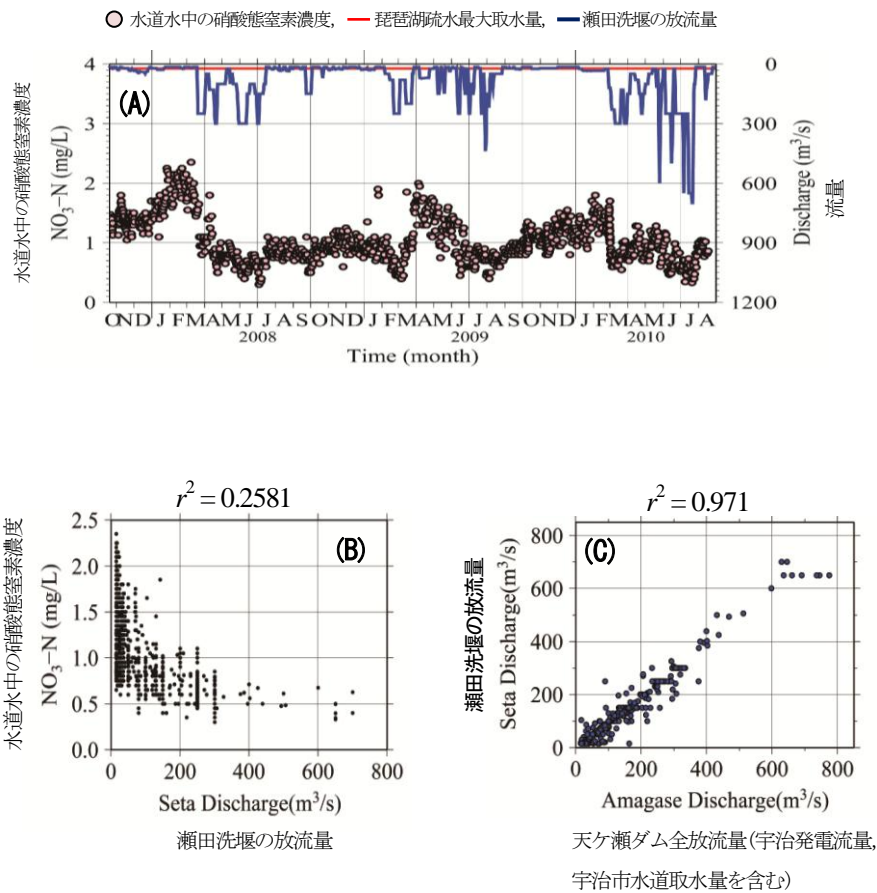 水道水中の硝酸態窒素濃度, 琵琶湖疏水最大取水量, 瀬田洗堰の放流量
水道水中の硝酸態窒素濃度
NO3−N (mg/L)
4
3
2
1
0
(A)
0
300
600
900
1200
Discharge (m³/s)
流量
O N D J F M A M J J A S O N D J F M A M J J A S O N D J F M A M J J A
2008 2009 2010
Time (month)
r² = 0.2581
水道水中の硝酸態窒素濃度
NO3−N (mg/L)
2.5
2.0
1.5
1.0
0.5
0.0
(B)
0 200 400 600 800
Seta Discharge(m³/s)
瀬田洗堰の放流量
r² = 0.971
瀬田洗堰の放流量
Seta Discharge(m³/s)
800
600
400
200
0
(C)
0 200 400 600 800
Amagase Discharge(m³/s)
天ケ瀬ダム全放流量(宇治発電流量,
宇治市水道取水量を含む)